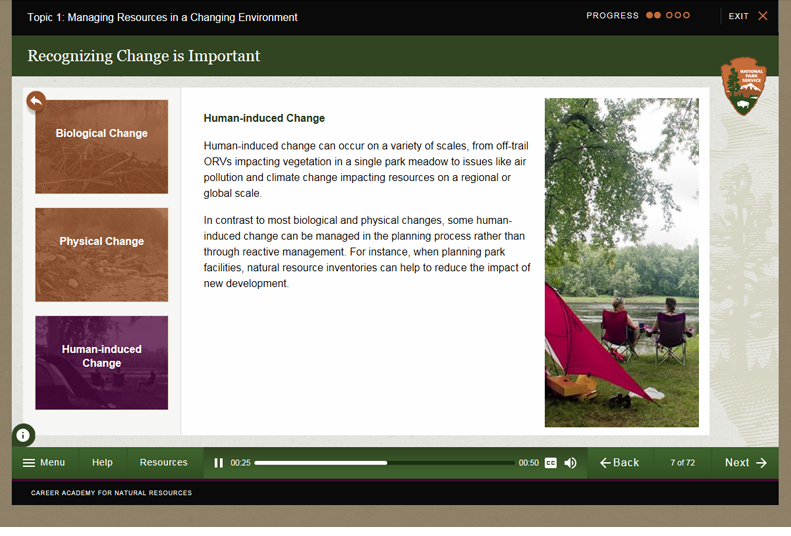 Topic 1: Managing Resources in a Changing Environment
PROGRESS
EXIT
Recognizing Change is Important
NATIONAL
PARK
SERVICE
Biological Change
Physical Change
Human-induced
Change
Human-induced Change
Human-induced change can occur on a variety of scales, from off-trail
ORVs impacting vegetation in a single park meadow to issues like air
pollution and climate change impacting resources on a regional or
global scale.
In contrast to most biological and physical changes, some human-
induced change can be managed in the planning process rather than
through reactive management. For instance, when planning park
facilities, natural resource inventories can help to reduce the impact of
new development.
Menu
Help
Resources
00:25
00:50
CC
Back
7 of 72
Next
CAREER ACADEMY FOR NATURAL RESOURCES